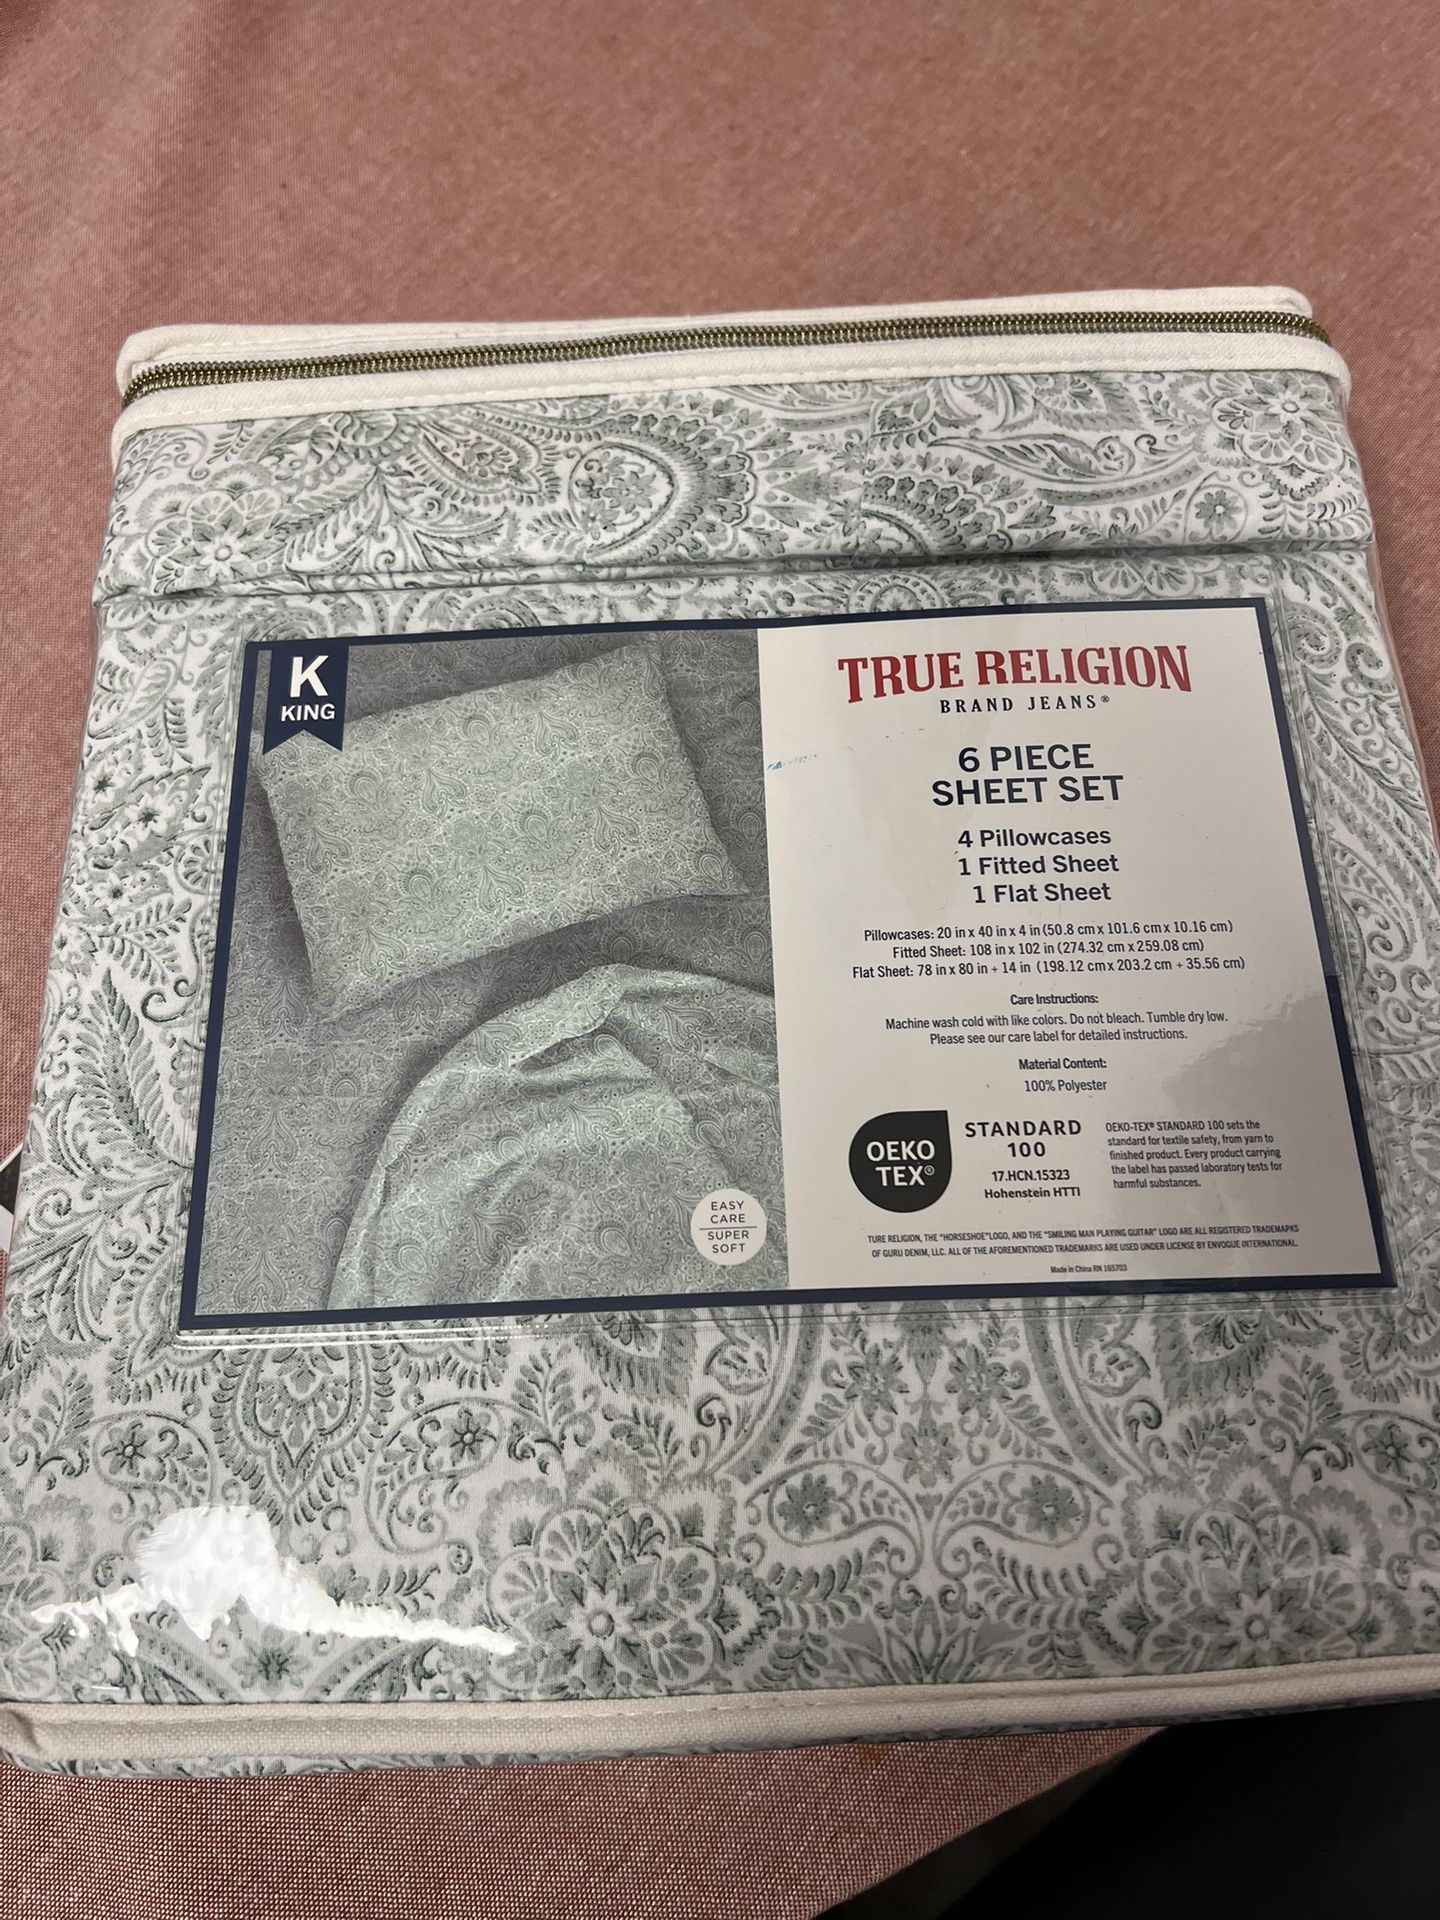 K
KING
TRUE RELIGION
BRAND JEANS®
6 PIECE
SHEET SET
4 Pillowcases
1 Fitted Sheet
1 Flat Sheet
Pillowcases: 20 in x 40 in x 4 in (50.8 cm x 101.6 cm x 10.16 cm)
Fitted Sheet: 108 in x 102 in (274.32 cm x 259.08 cm)
Flat Sheet: 78 in x 80 in + 14 in (198.12 cm x 203.2 cm + 35.56 cm)
Care Instructions:
Machine wash cold with like colors. Do not bleach. Tumble dry low.
Please see our care label for detailed instructions.
Material Content:
100% Polyester
OEKO
TEX®
STANDARD
100
17.HCN.15323
Hohenstein HTTI
OEKO-TEX® STANDARD 100 sets the
standard for textile safety, from yarn to
finished product. Every product carrying
the label has passed laboratory tests for
harmful substances.
EASY
CARE
SUPER
SOFT
TURE RELIGION, THE "HORSESHOE"LOGO, AND THE "SMILING MAN PLAYING GUITAR" LOGO ARE ALL REGISTERED TRADEMAPKS
OF GURU DENIM, LLC. ALL OF THE AFOREMENTIONED TRADEMARKS ARE USED UNDER LICENSE BY ENVOGUE INTERNATIONAL.
Made in China RN 165703